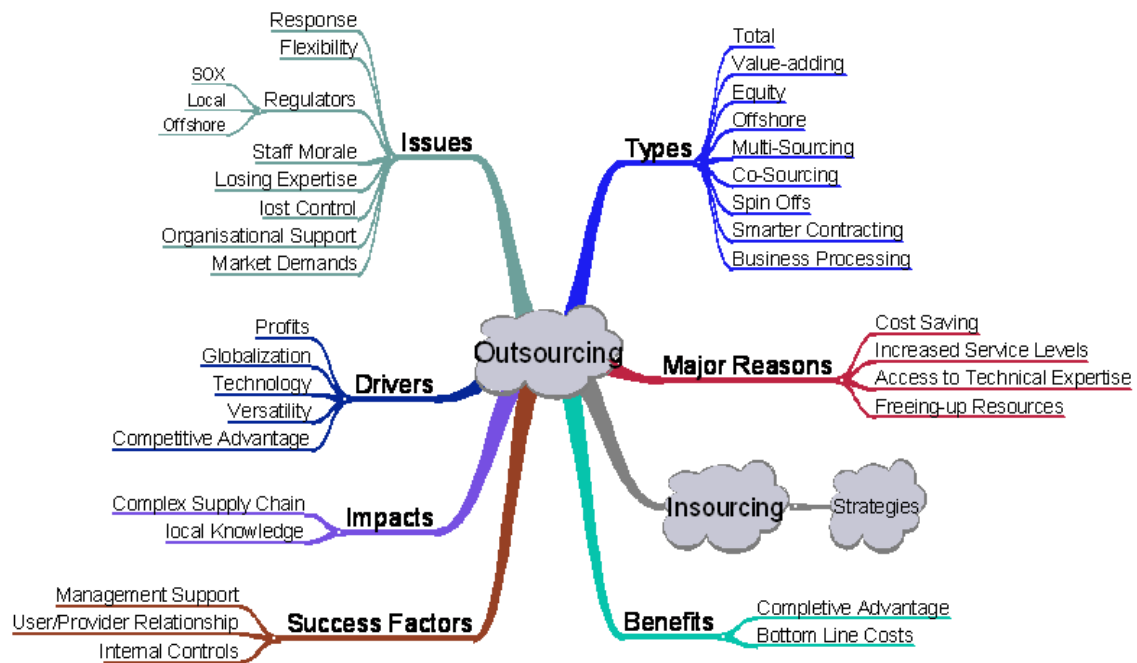 Response
Flexibility
SOX
Local
Offshore
Regulators
Issues
Staff Morale
Losing Expertise
lost Control
Organisational Support
Market Demands
Total
Value-adding
Equity
Offshore
Types
Multi-Sourcing
Co-Sourcing
Spin Offs
Smarter Contracting
Business Processing
Outsourcing
Profits
Globalization
Technology
Drivers
Versatility
Competitive Advantage
Major Reasons
Cost Saving
Increased Service Levels
Access to Technical Expertise
Freeing-up Resources
Complex Supply Chain
Impacts
local Knowledge
Insourcing
Strategies
Management Support
User/Provider Relationship
Success Factors
Internal Controls
Benefits
Completive Advantage
Bottom Line Costs